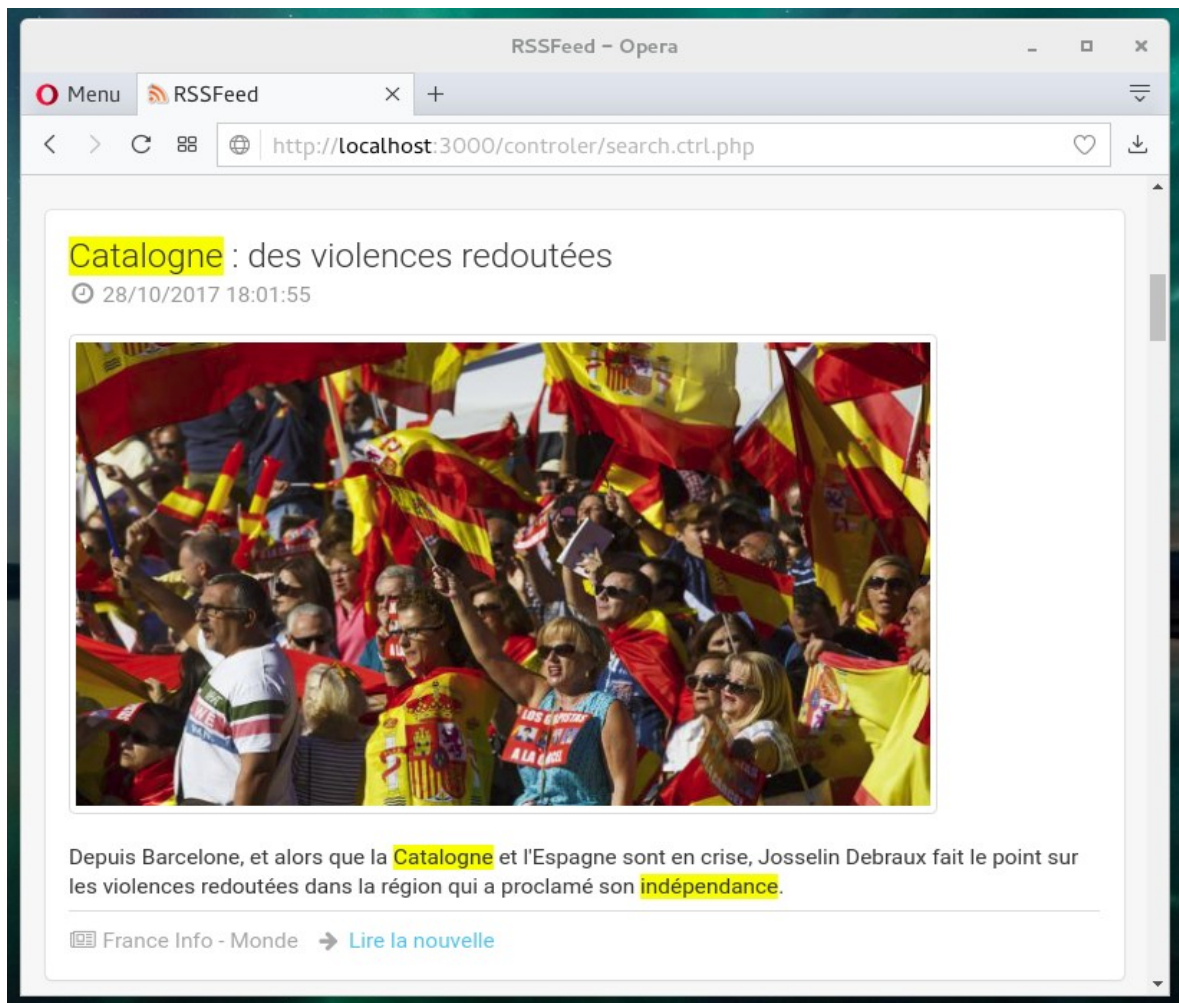 RSSFeed - Opera
Menu RSSFeed
http://localhost:3000/controler/search.ctrl.php
Catalogne : des violences redoutées
28/10/2017 18:01:55
A LA
Depuis Barcelone, et alors que la Catalogne et l'Espagne sont en crise, Josselin Debraux fait le point sur
les violences redoutées dans la région qui a proclamé son indépendance.
France Info - Monde Lire la nouvelle